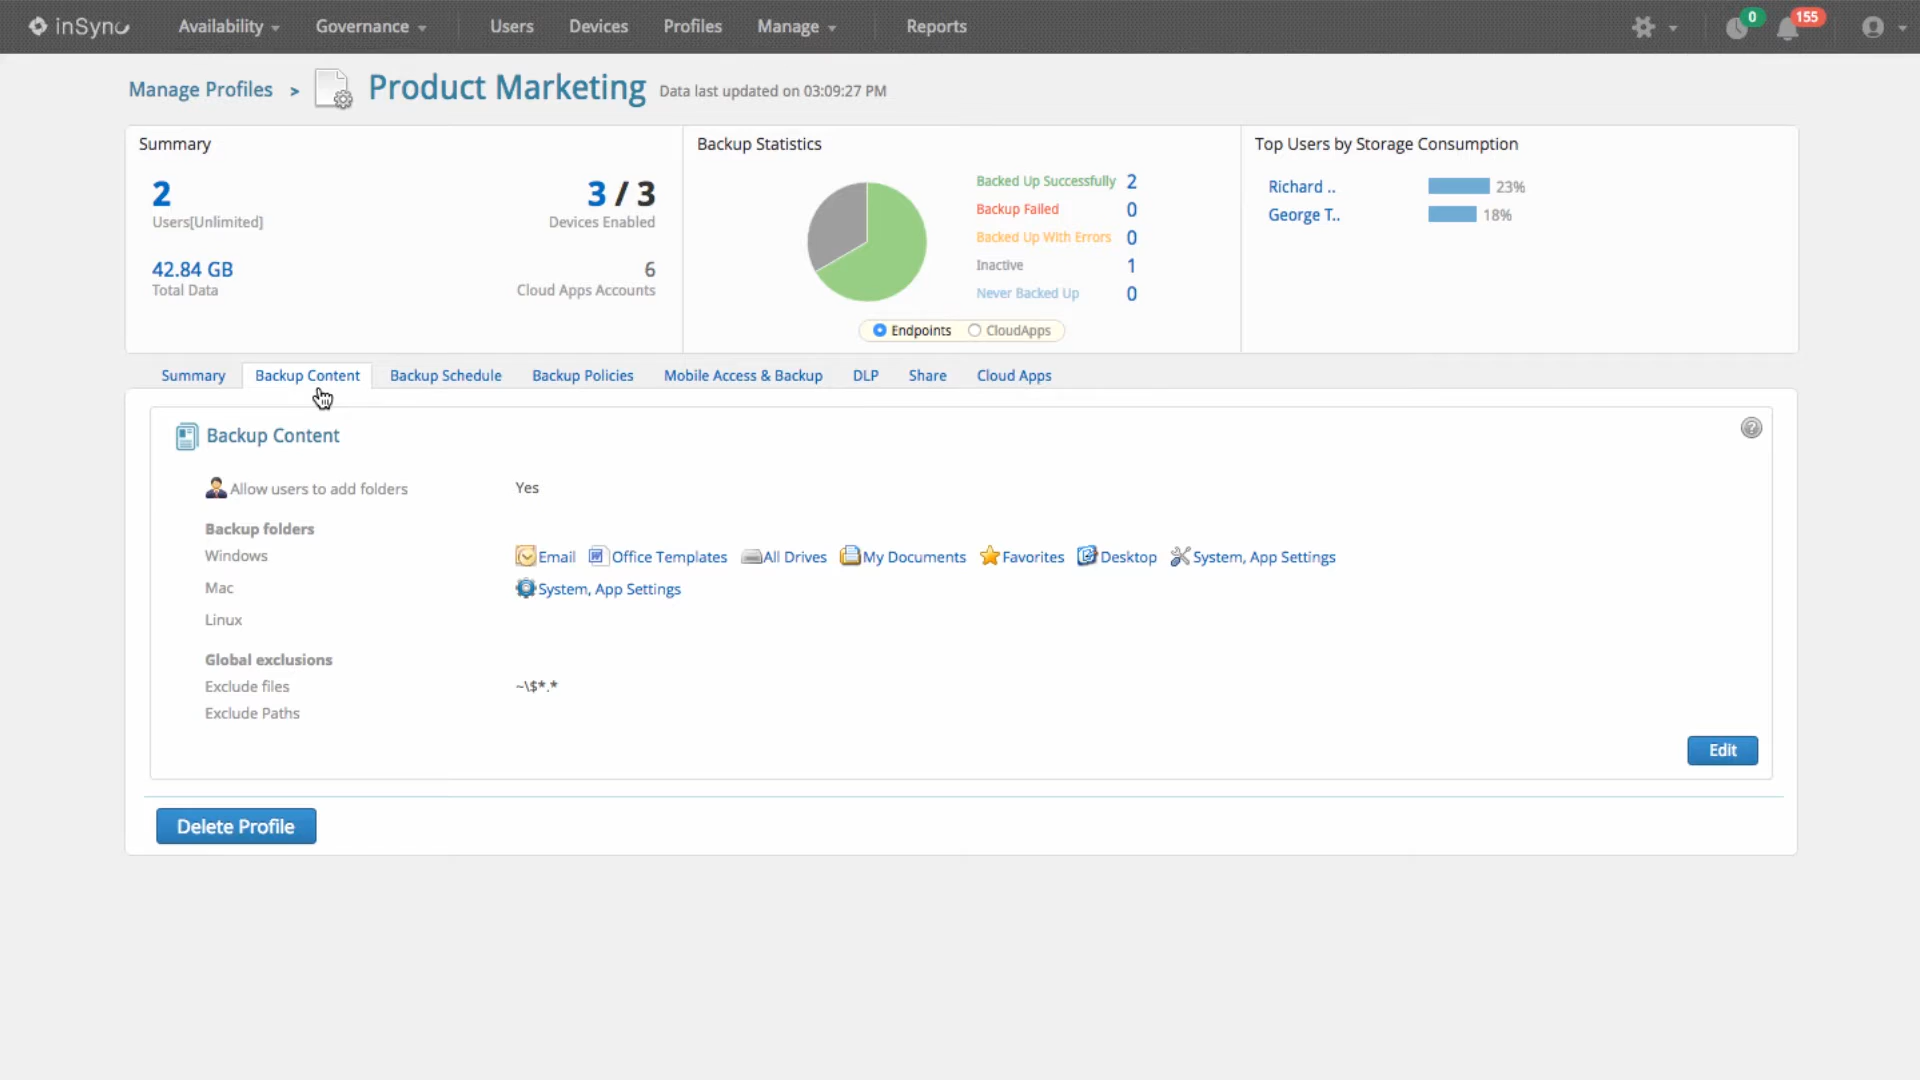 inSync Availability Governance Users Devices Profiles Manage Reports 0 155
Manage Profiles > Product Marketing Data last updated on 03:09:27 PM
Summary
2
Users[Unlimited]
3 / 3
Devices Enabled
42.84 GB
Total Data
6
Cloud Apps Accounts
Backup Statistics
Backed Up Successfully 2
Backup Failed 0
Backed Up With Errors 0
Inactive 1
Never Backed Up 0
Endpoints CloudApps
Top Users by Storage Consumption
Richard .. 23%
George T.. 18%
Summary Backup Content Backup Schedule Backup Policies Mobile Access & Backup DLP Share Cloud Apps
Backup Content ?
Allow users to add folders Yes
Backup folders
Windows Email Office Templates All Drives My Documents Favorites Desktop System, App Settings
Mac System, App Settings
Linux
Global exclusions
Exclude files ~\$*.*
Exclude Paths
Edit
Delete Profile